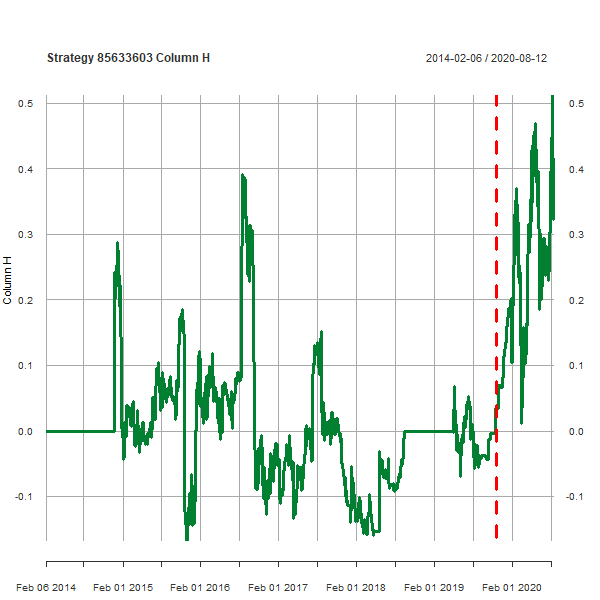 Strategy 85633603 Column H
2014-02-06 / 2020-08-12
0.5
0.5
0.4
0.4
0.3
0.3
0.2
0.2
0.1
0.1
0.0
0.0
-0.1
-0.1
Column H
Feb 06 2014
Feb 01 2015
Feb 01 2016
Feb 01 2017
Feb 01 2018
Feb 01 2019
Feb 01 2020